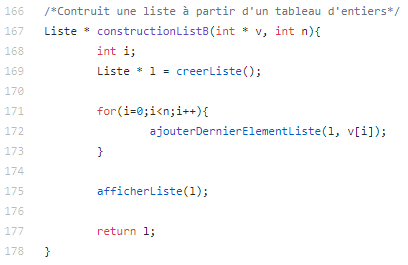 166 /*Contruit une liste à partir d'un tableau d'entiers*/
167 Liste * constructionListB(int * v, int n){
168 int i;
169 Liste * l = creerListe();
170
171 for(i=0;i<n;i++){
172 ajouterDernierElementListe(l, v[i]);
173 }
174
175 afficherListe(l);
176
177 return l;
178 }